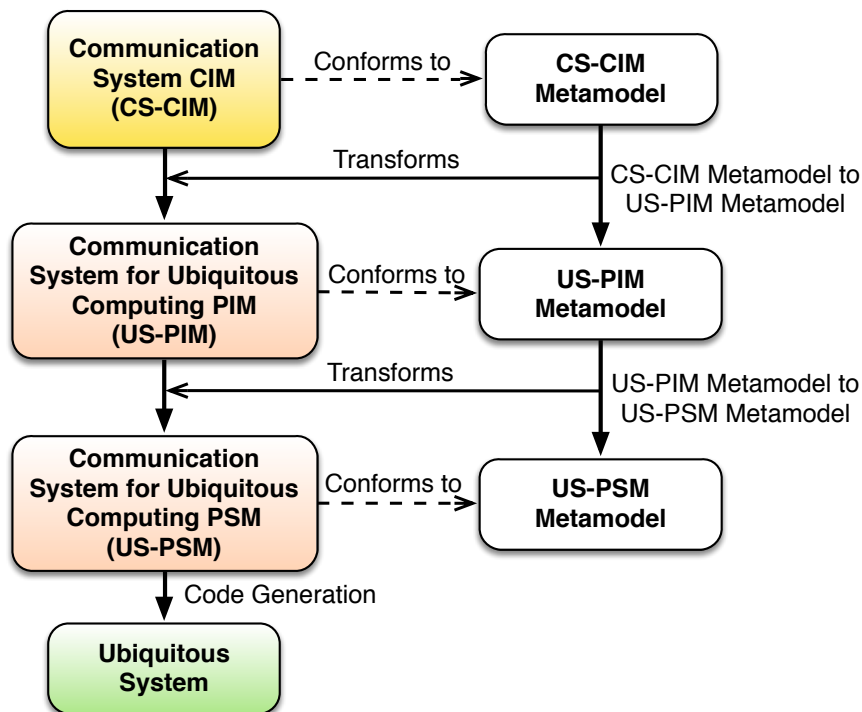 Communication
System CIM
(CS-CIM)
Conforms to
CS-CIM
Metamodel
Transforms
CS-CIM Metamodel to
US-PIM Metamodel
Communication
System for Ubiquitous
Computing PIM
(US-PIM)
Conforms to
US-PIM
Metamodel
Transforms
US-PIM Metamodel to
US-PSM Metamodel
Communication
System for Ubiquitous
Computing PSM
(US-PSM)
Conforms to
US-PSM
Metamodel
Code Generation
Ubiquitous
System